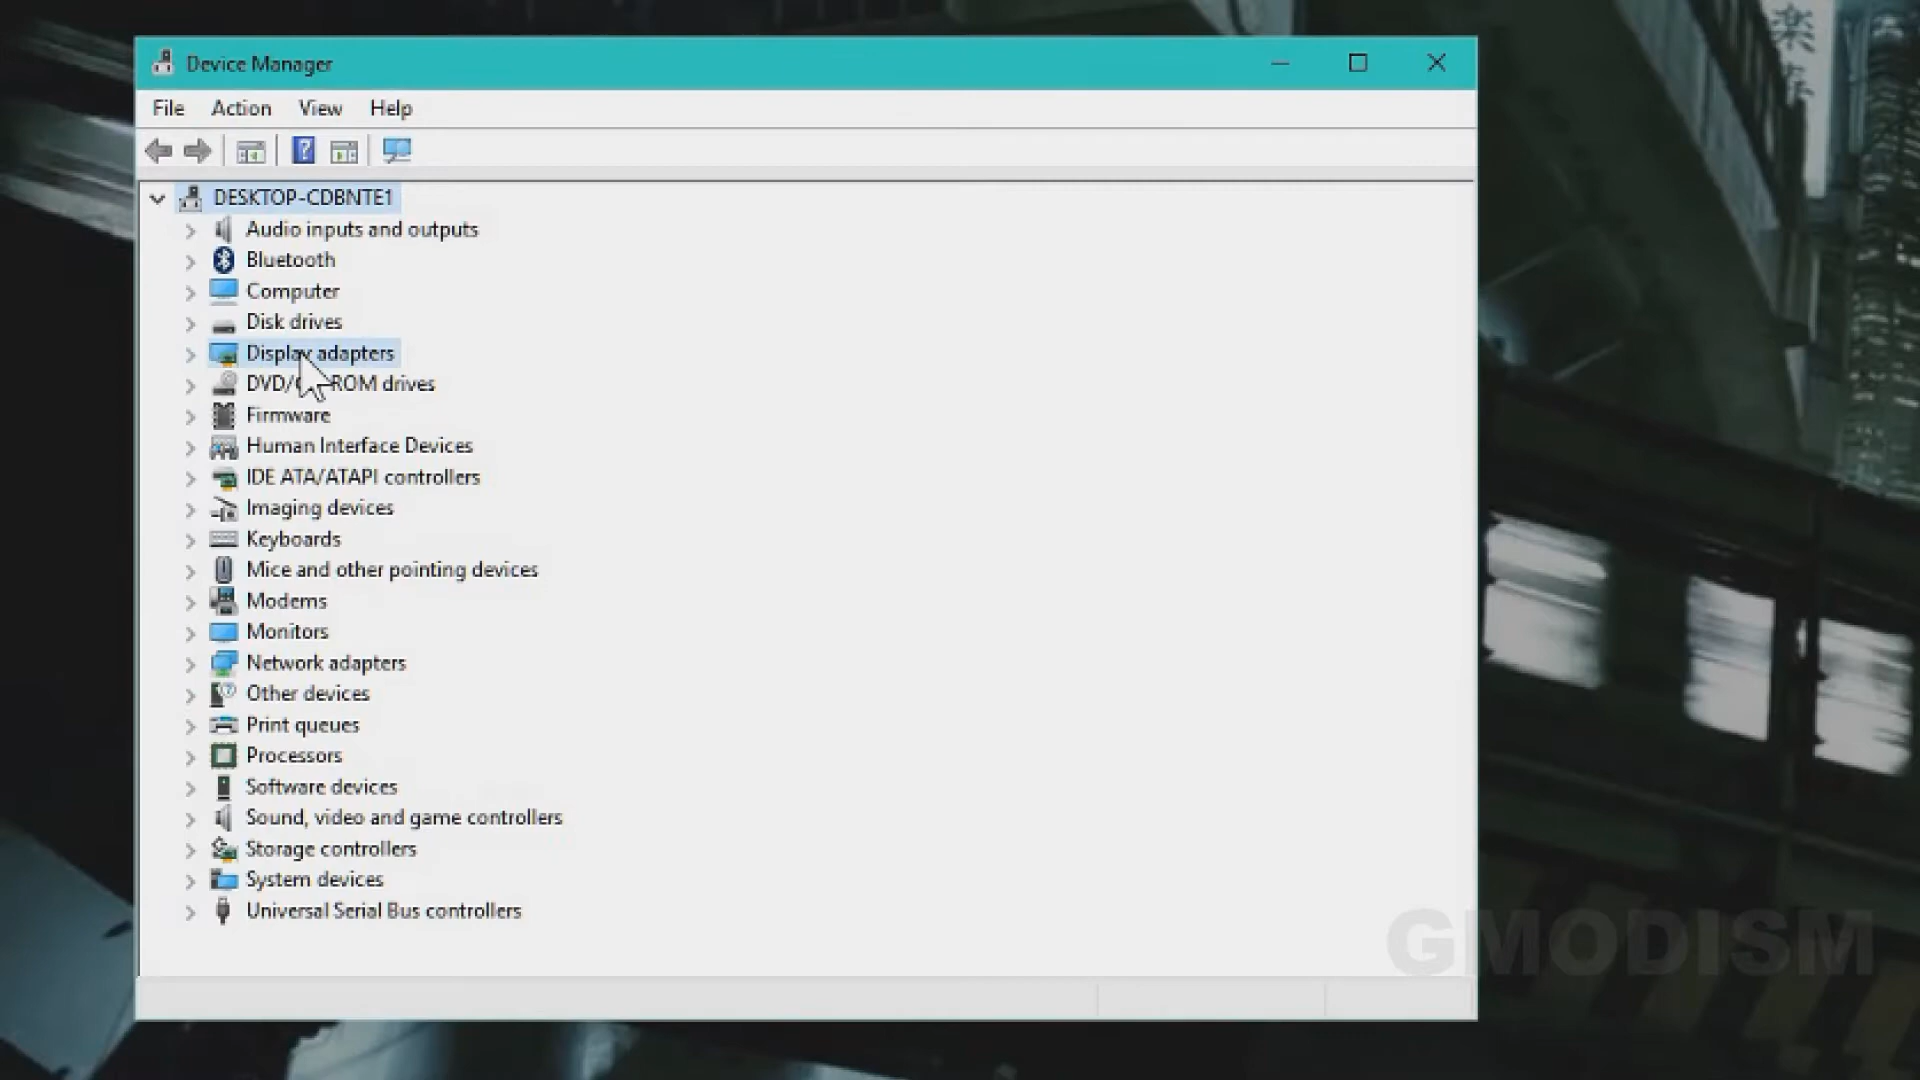 楽
Device Manager
File Action View Help
DESKTOP-CDBNTE1
Audio inputs and outputs
Bluetooth
Computer
Disk drives
Display adapters
DVD/ ROM drives
Firmware
Human Interface Devices
IDE ATA/ATAPI controllers
Imaging devices
Keyboards
Mice and other pointing devices
Modems
Monitors
Network adapters
Other devices
Print queues
Processors
Software devices
Sound, video and game controllers
Storage controllers
System devices
Universal Serial Bus controllers
GMODISM